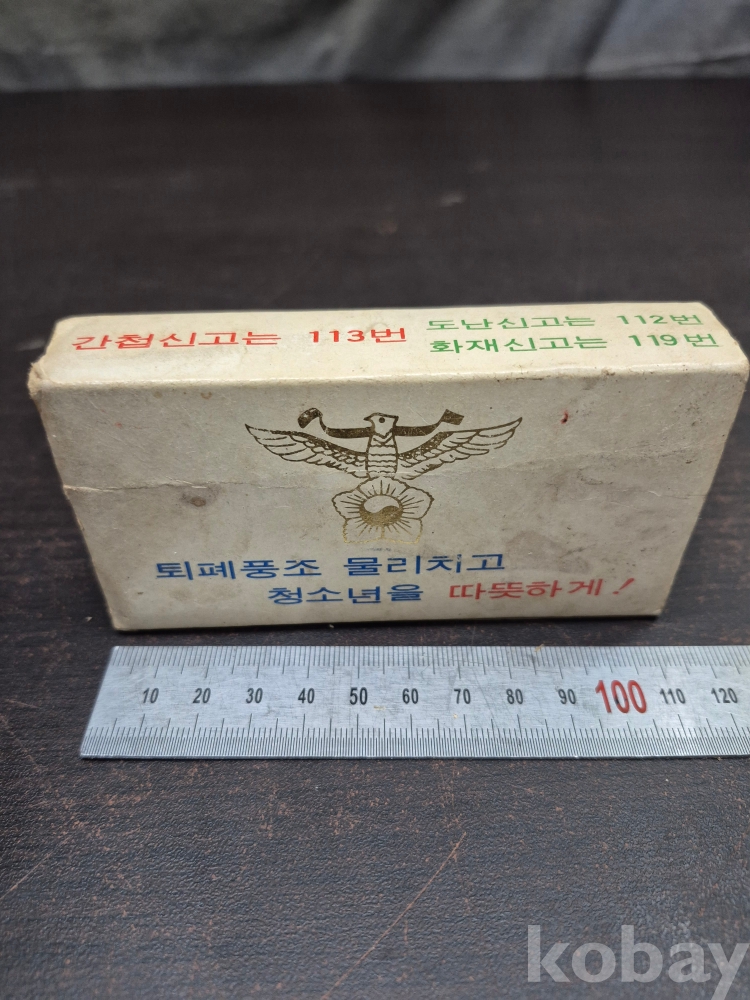 간첩신고는 113번
도난신고는 112번
화재신고는 119번
퇴폐풍조 물리치고
청소년을 따뜻하게!
10 20 30 40 50 60 70 80 90 100 110 120
kobay